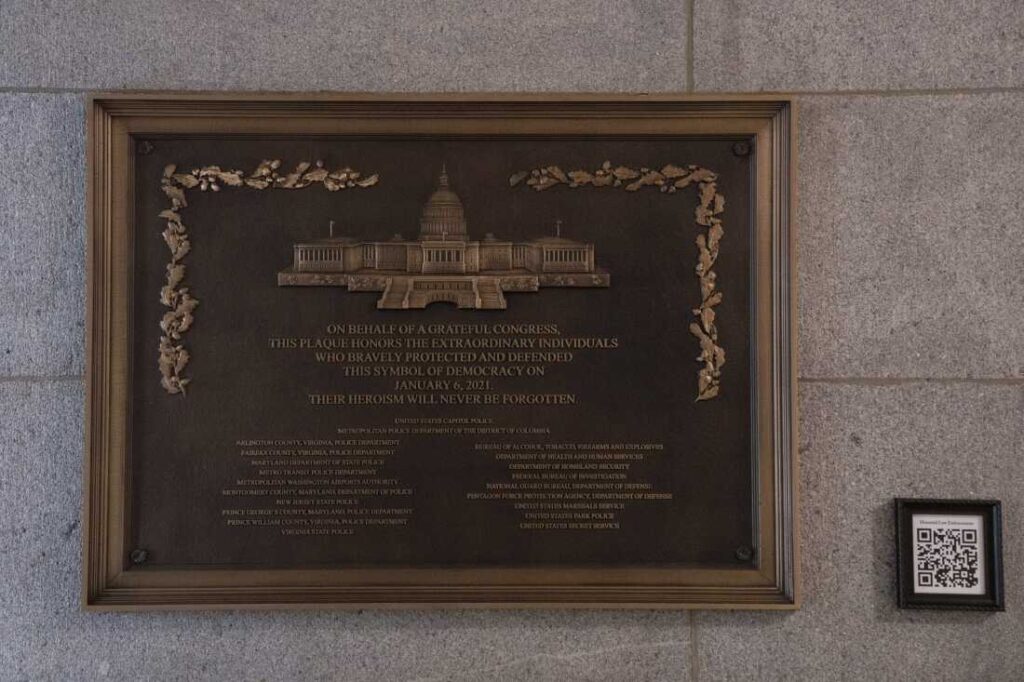 ON BEHALF OF A GRATEFUL CONGRESS,
THIS PLAQUE HONORS THE EXTRAORDINARY INDIVIDUALS
WHO BRAVELY PROTECTED AND DEFENDED
THIS SYMBOL OF DEMOCRACY ON
JANUARY 6, 2021.
THEIR HEROISM WILL NEVER BE FORGOTTEN.
UNITED STATES CAPITOL POLICE
METROPOLITAN POLICE DEPARTMENT OF THE DISTRICT OF COLUMBIA
ARLINGTON COUNTY, VIRGINIA, POLICE DEPARTMENT
FAIRFAX COUNTY, VIRGINIA, POLICE DEPARTMENT
MARYLAND DEPARTMENT OF STATE POLICE
METRO TRANSIT POLICE DEPARTMENT
METROPOLITAN WASHINGTON AIRPORTS AUTHORITY
MONTGOMERY COUNTY, MARYLAND, DEPARTMENT OF POLICE
NEW JERSEY STATE POLICE
PRINCE GEORGE'S COUNTY, MARYLAND, POLICE DEPARTMENT
PRINCE WILLIAM COUNTY, VIRGINIA, POLICE DEPARTMENT
VIRGINIA STATE POLICE
BUREAU OF ALCOHOL, TOBACCO, FIREARMS AND EXPLOSIVES
DEPARTMENT OF HEALTH AND HUMAN SERVICES
DEPARTMENT OF HOMELAND SECURITY
FEDERAL BUREAU OF INVESTIGATION
NATIONAL GUARD BUREAU, DEPARTMENT OF DEFENSE
PENTAGON FORCE PROTECTION AGENCY, DEPARTMENT OF DEFENSE
UNITED STATES MARSHALS SERVICE
UNITED STATES PARK POLICE
UNITED STATES SECRET SERVICE
Honored Law Enforcement